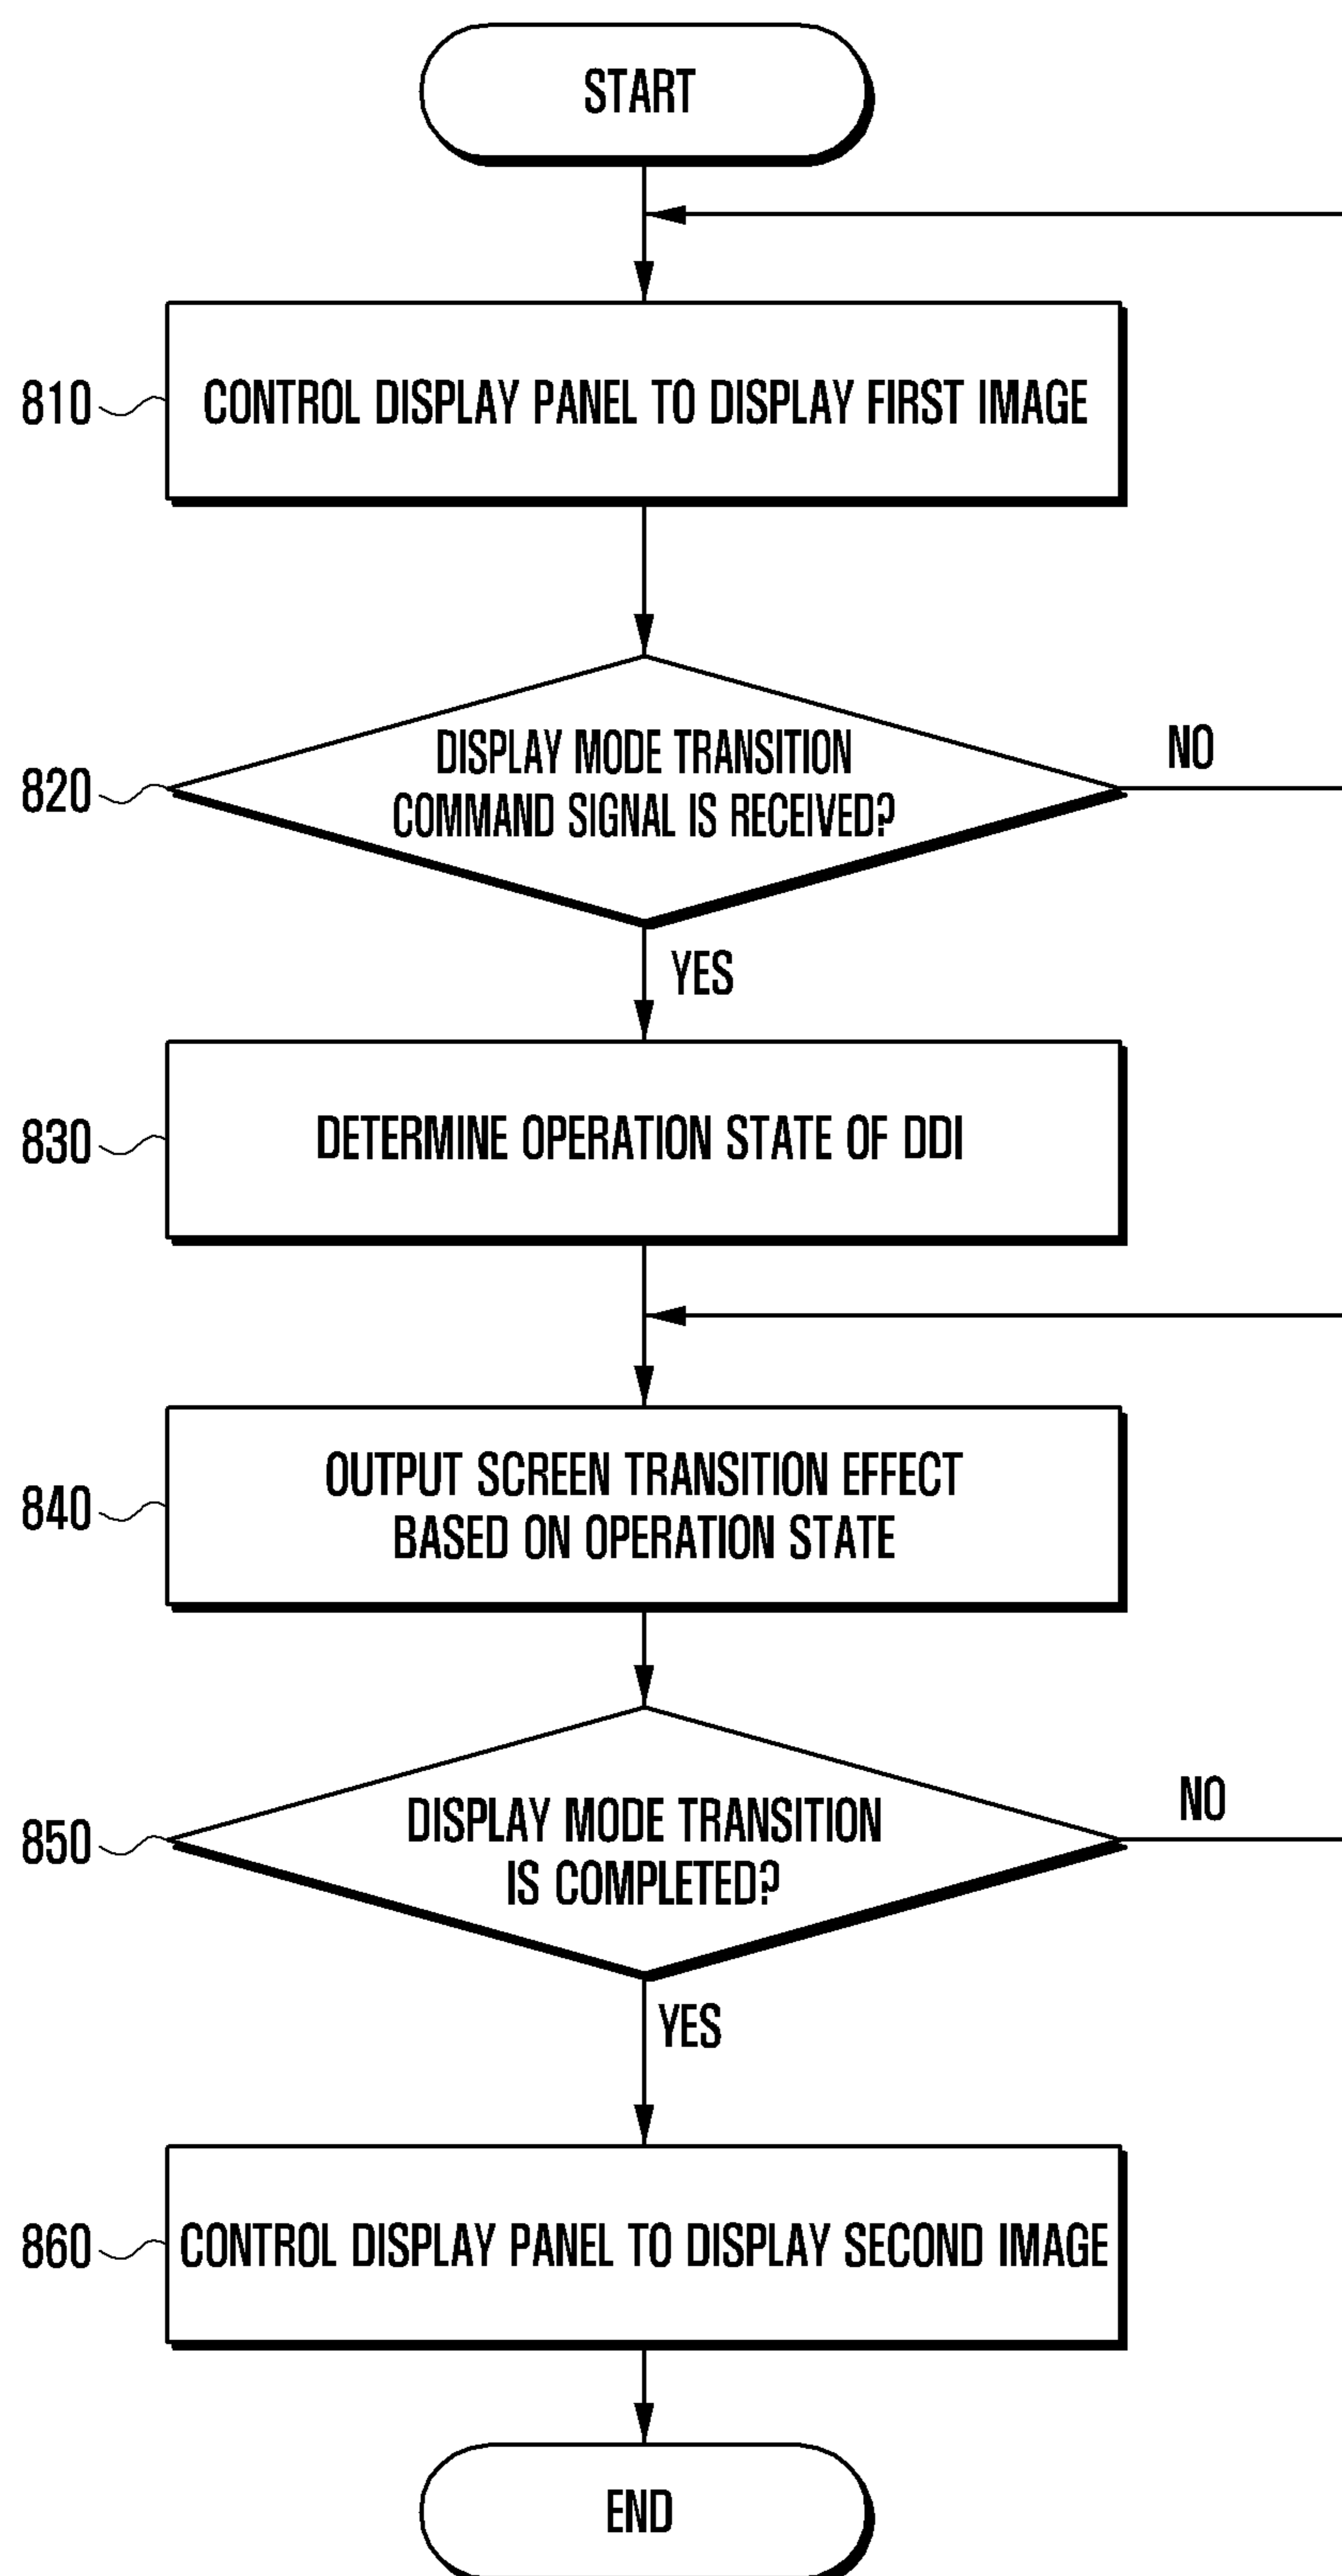 START
810
CONTROL DISPLAY PANEL TO DISPLAY FIRST IMAGE
820
DISPLAY MODE TRANSITION
COMMAND SIGNAL IS RECEIVED?
NO
YES
830
DETERMINE OPERATION STATE OF DDI
840
OUTPUT SCREEN TRANSITION EFFECT
BASED ON OPERATION STATE
850
DISPLAY MODE TRANSITION
IS COMPLETED?
NO
YES
860
CONTROL DISPLAY PANEL TO DISPLAY SECOND IMAGE
END